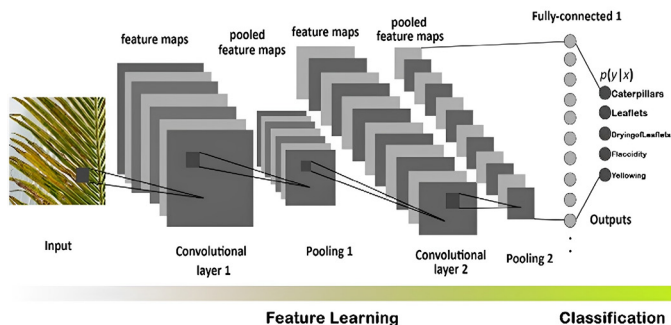 feature maps
pooled
feature maps
feature maps
pooled
feature maps
Fully-connected 1
p(y|x)
Caterpillars
Leaflets
DryingofLeaflets
Flaccidity
Yellowing
Outputs
Input
Convolutional
layer 1
Pooling 1
Convolutional
layer 2
Pooling 2
Feature Learning
Classification